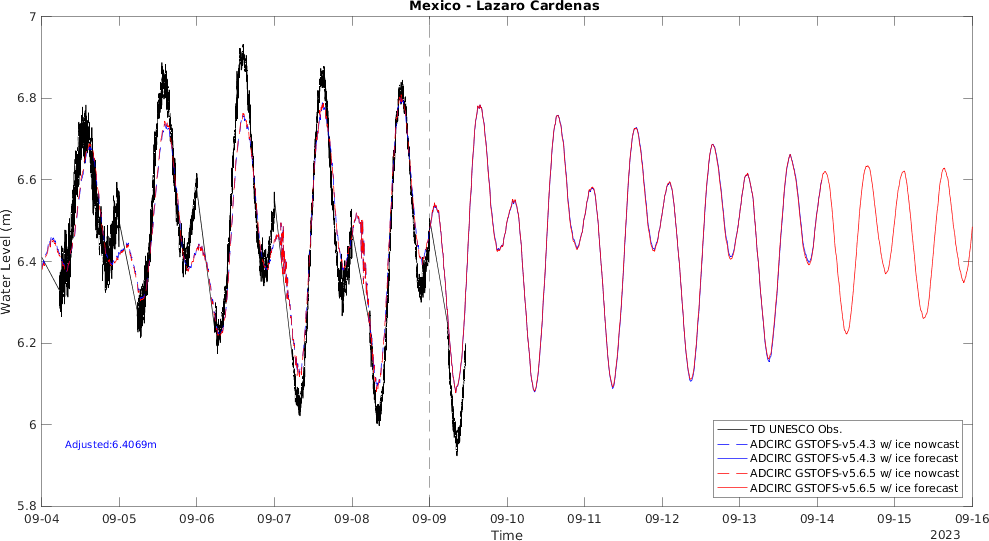 Mexico - Lazaro Cardenas
7
6.8
6.6
6.4
6.2
6
5.8
Water Level (m)
Adjusted:6.4069m
TD UNESCO Obs.
ADCIRC GSTOFS-v5.4.3 w/ ice nowcast
ADCIRC GSTOFS-v5.4.3 w/ ice forecast
ADCIRC GSTOFS-v5.6.5 w/ ice nowcast
ADCIRC GSTOFS-v5.6.5 w/ ice forecast
09-04 09-05 09-06 09-07 09-08 09-09 09-10 09-11 09-12 09-13 09-14 09-15 09-16
Time
2023